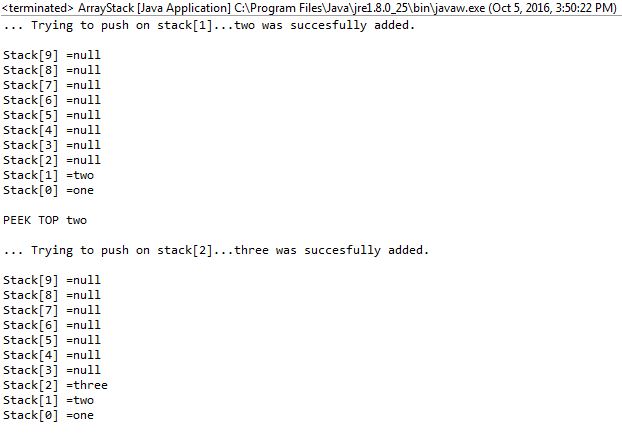 <terminated> ArrayStack [Java Application] C:\Program Files\Java\jre1.8.0_25\bin\javaw.exe (Oct 5, 2016, 3:50:22 PM)
... Trying to push on stack[1]...two was succesfully added.
Stack[9] =null
Stack[8] =null
Stack[7] =null
Stack[6] =null
Stack[5] =null
Stack[4] =null
Stack[3] =null
Stack[2] =null
Stack[1] =two
Stack[0] =one
PEEK TOP two
... Trying to push on stack[2]...three was succesfully added.
Stack[9] =null
Stack[8] =null
Stack[7] =null
Stack[6] =null
Stack[5] =null
Stack[4] =null
Stack[3] =null
Stack[2] =three
Stack[1] =two
Stack[0] =one